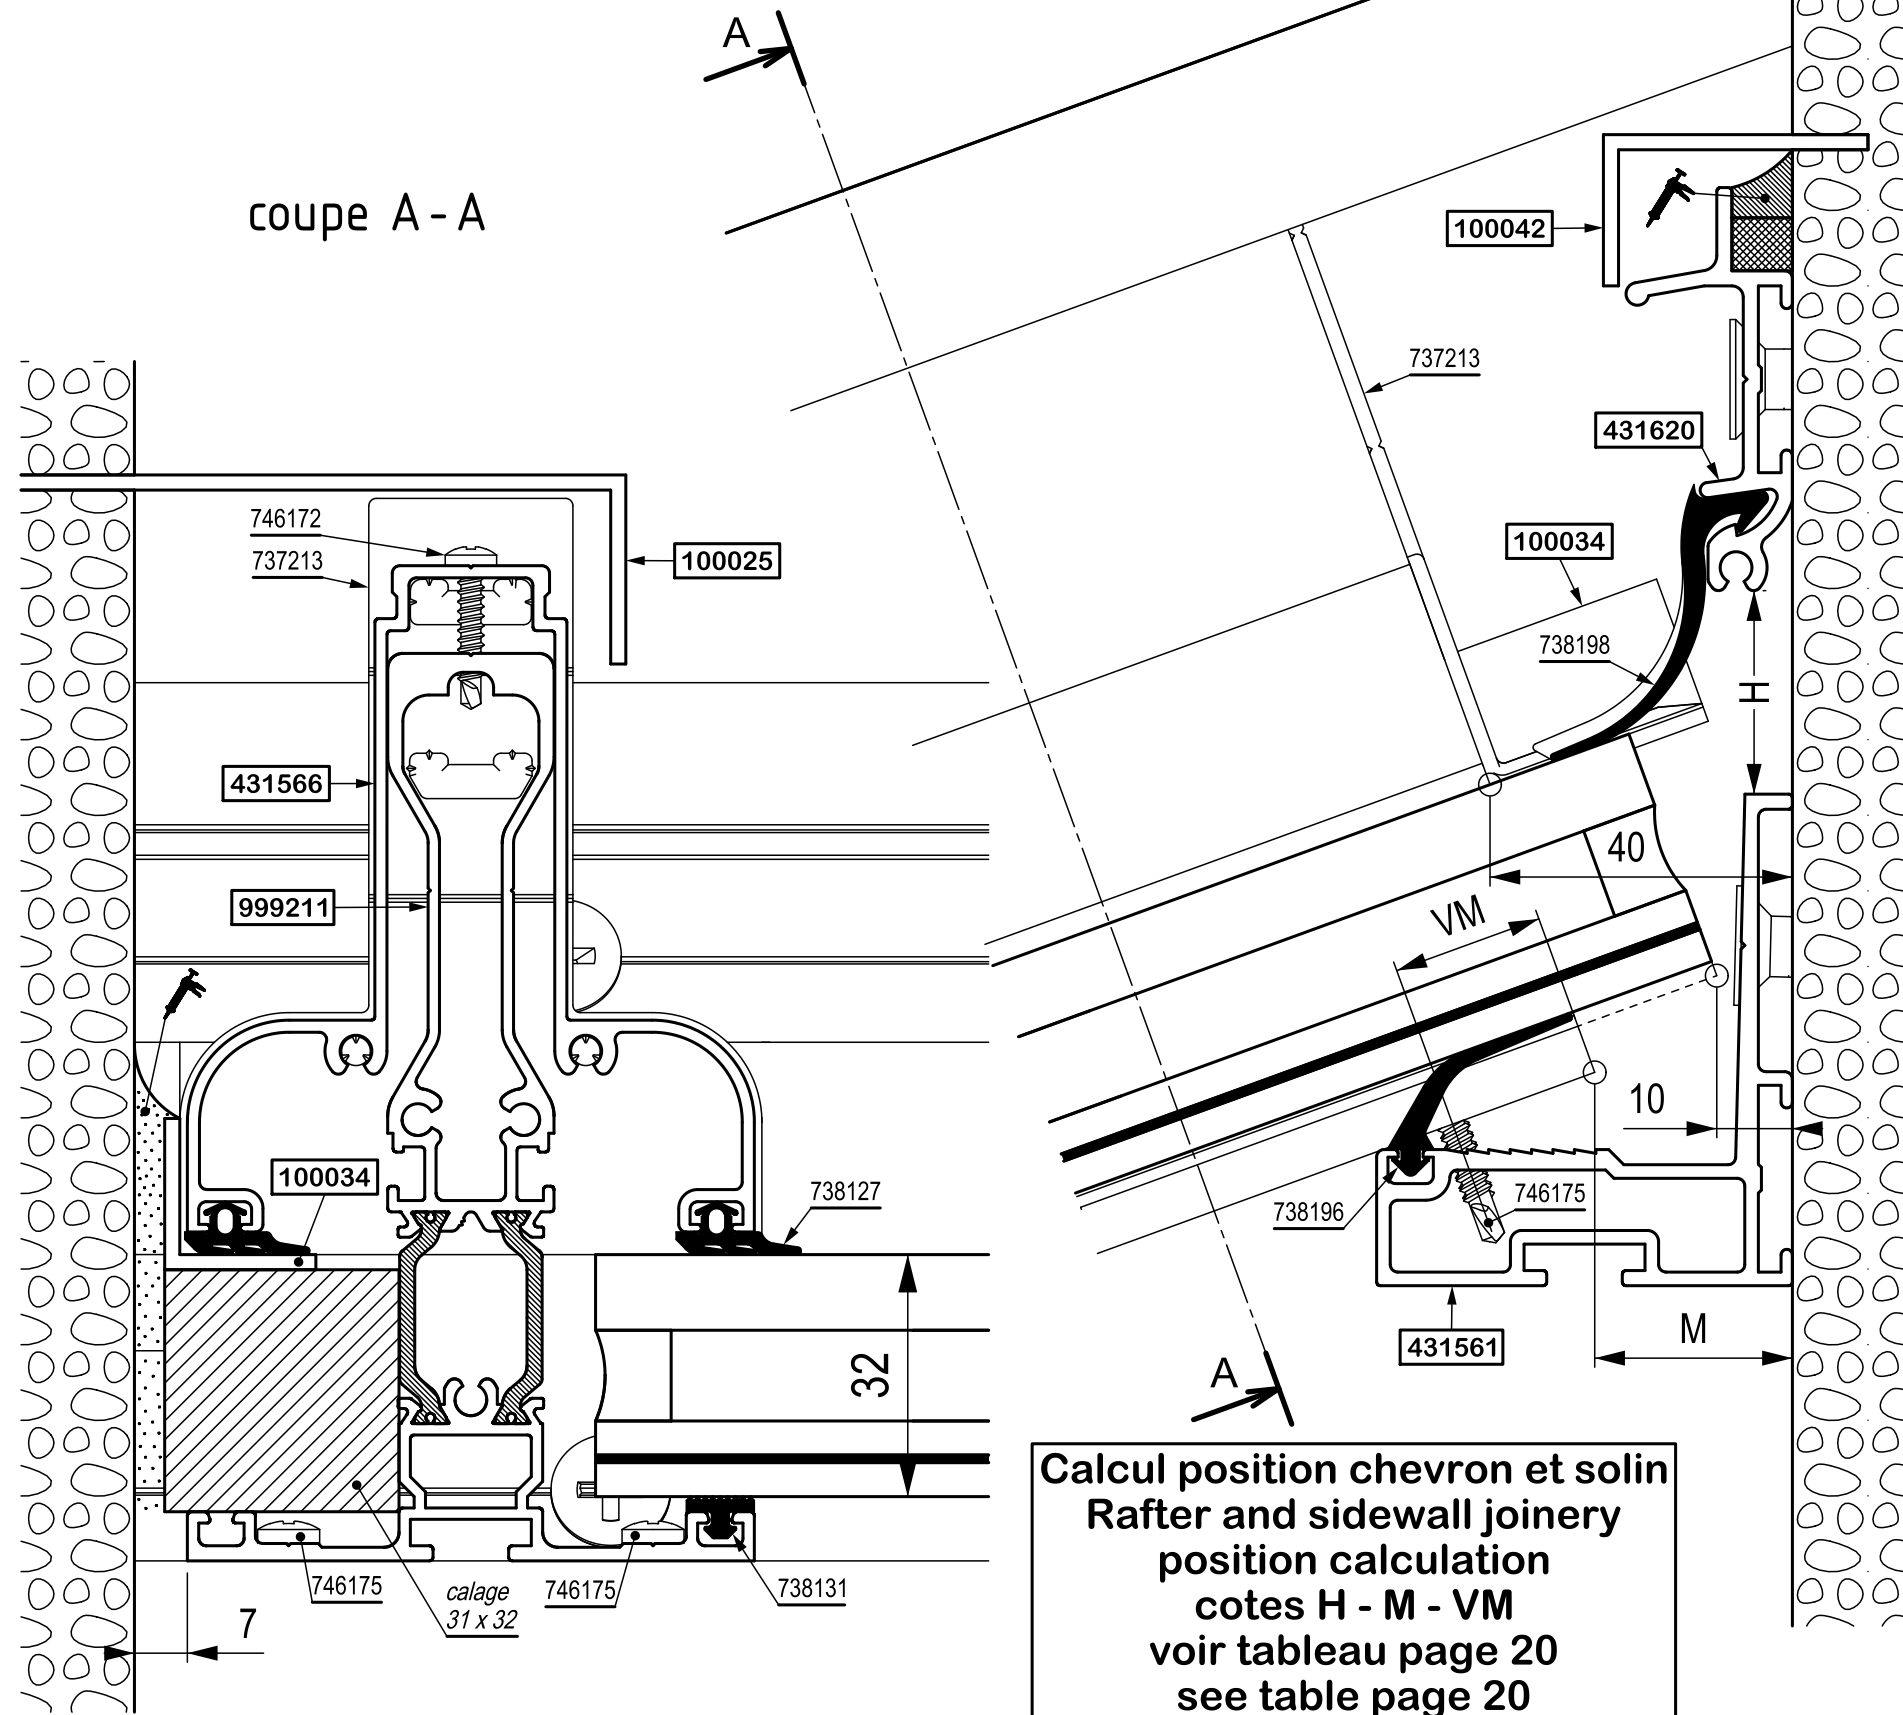 A
coupe A - A
100042
737213
431620
746172
737213
100025
100034
738198
H
431566
40
VM
999211
10
100034
738127
738196
746175
M
431561
32
A
Calcul position chevron et solin
Rafter and sidewall joinery
position calculation
cotes H - M - VM
voir tableau page 20
see table page 20
746175
calage
31 x 32
746175
738131
7